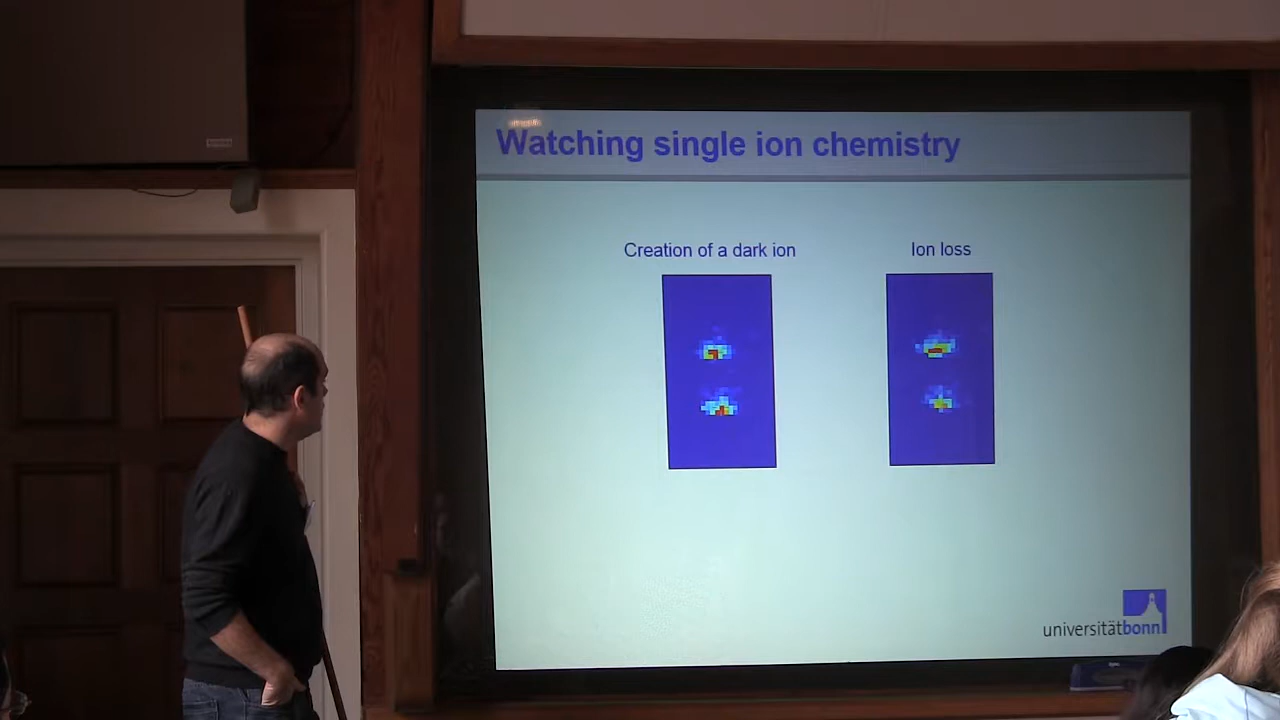 Watching single ion chemistry
Creation of a dark ion
Ion loss
universitätbonn